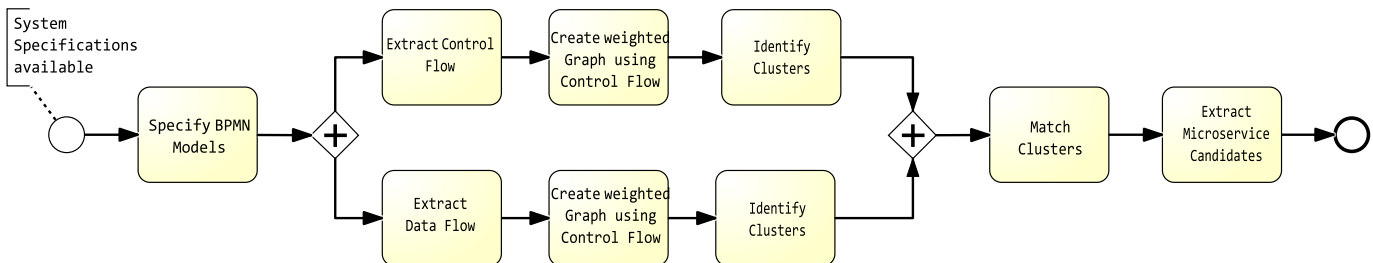 System
Specifications
available
Specify BPMN
Models
Extract Control
Flow
Create weighted
Graph using
Control Flow
Identify
Clusters
Extract
Data Flow
Create weighted
Graph using
Control Flow
Identify
Clusters
Match
Clusters
Extract
Microservice
Candidates